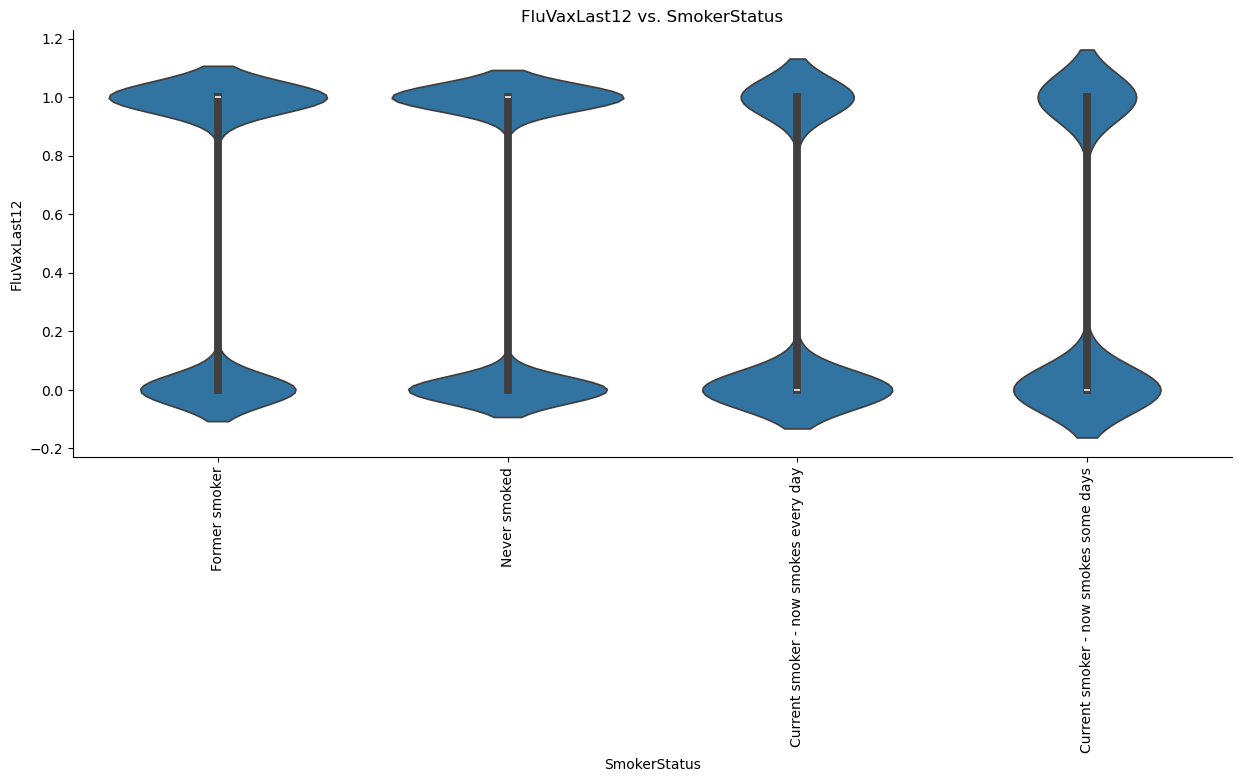 FluVaxLast12 vs. SmokerStatus
1.2
1.0
0.8
0.6
0.4
0.2
0.0
−0.2
FluVaxLast12
Former smoker
Never smoked
Current smoker - now smokes every day
Current smoker - now smokes some days
SmokerStatus